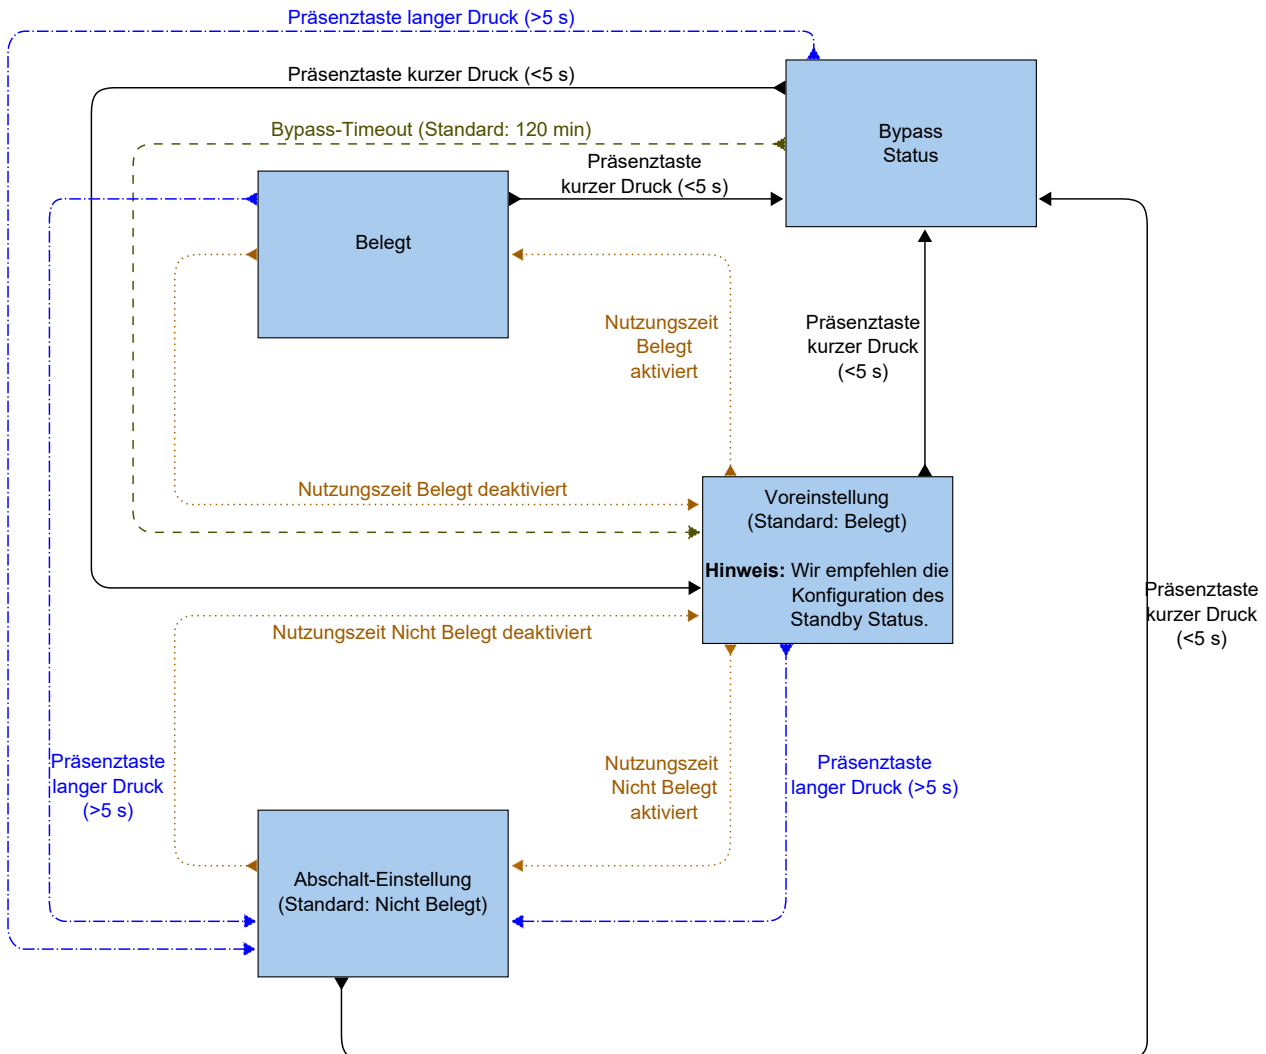 Präsenztaste langer Druck (>5 s)
Präsenztaste kurzer Druck (<5 s)
Bypass-Timeout (Standard: 120 min)
Bypass
Status
Präsenztaste
kurzer Druck (<5 s)
Belegt
Nutzungszeit
Belegt
aktiviert
Präsenztaste
kurzer Druck
(<5 s)
Nutzungszeit Belegt deaktiviert
Voreinstellung
(Standard: Belegt)
Hinweis: Wir empfehlen die
Konfiguration des
Standby Status.
Präsenztaste
kurzer Druck
(<5 s)
Nutzungszeit Nicht Belegt deaktiviert
Präsenztaste
langer Druck
(>5 s)
Nutzungszeit
Nicht Belegt
aktiviert
Präsenztaste
langer Druck (>5 s)
Abschalt-Einstellung
(Standard: Nicht Belegt)